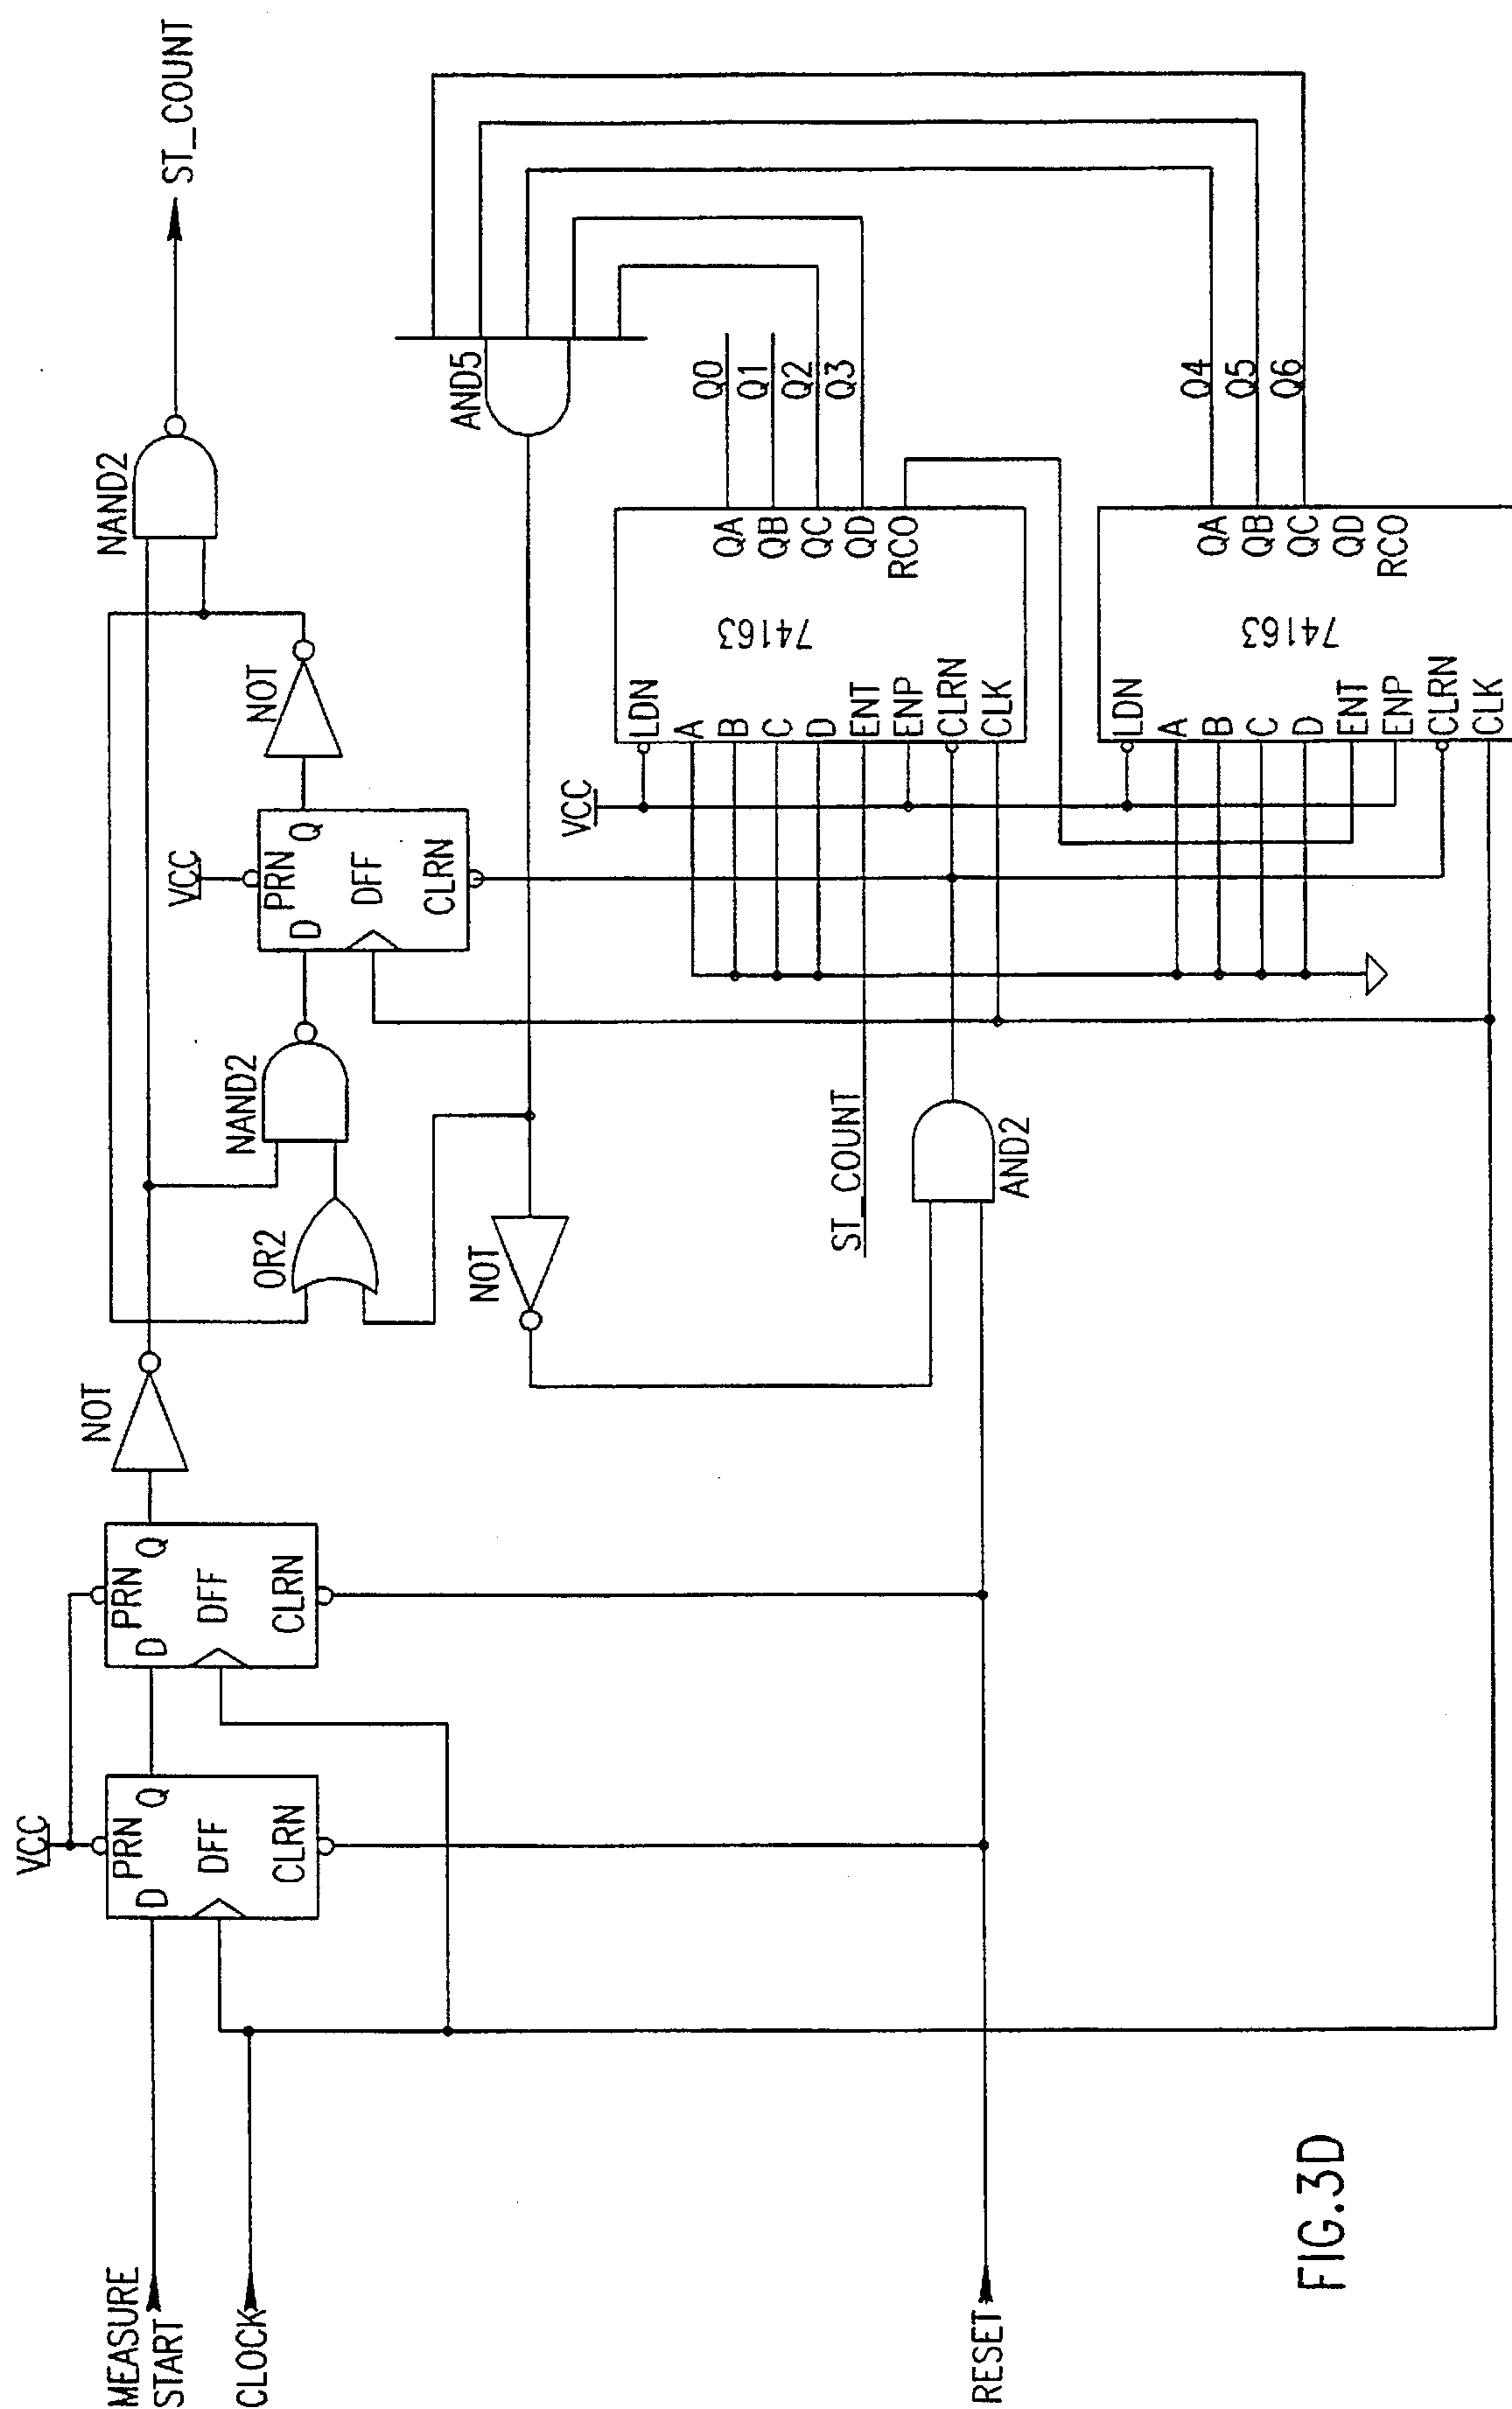 MEASURE
START
CLOCK
RESET
VCC
PRN
D
Q
DFF
CLRN
PRN
D
Q
DFF
CLRN
NOT
OR2
NAND2
VCC
PRN
D
Q
DFF
CLRN
NOT
NAND2
ST_COUNT
NOT
AND5
ST_COUNT
AND2
VCC
LDN
A
B
C
D
ENT
ENP
CLRN
CLK
74163
QA
QB
QC
QD
RCO
Q0
Q1
Q2
Q3
LDN
A
B
C
D
ENT
ENP
CLRN
CLK
74163
QA
QB
QC
QD
RCO
Q4
Q5
Q6
FIG.3D